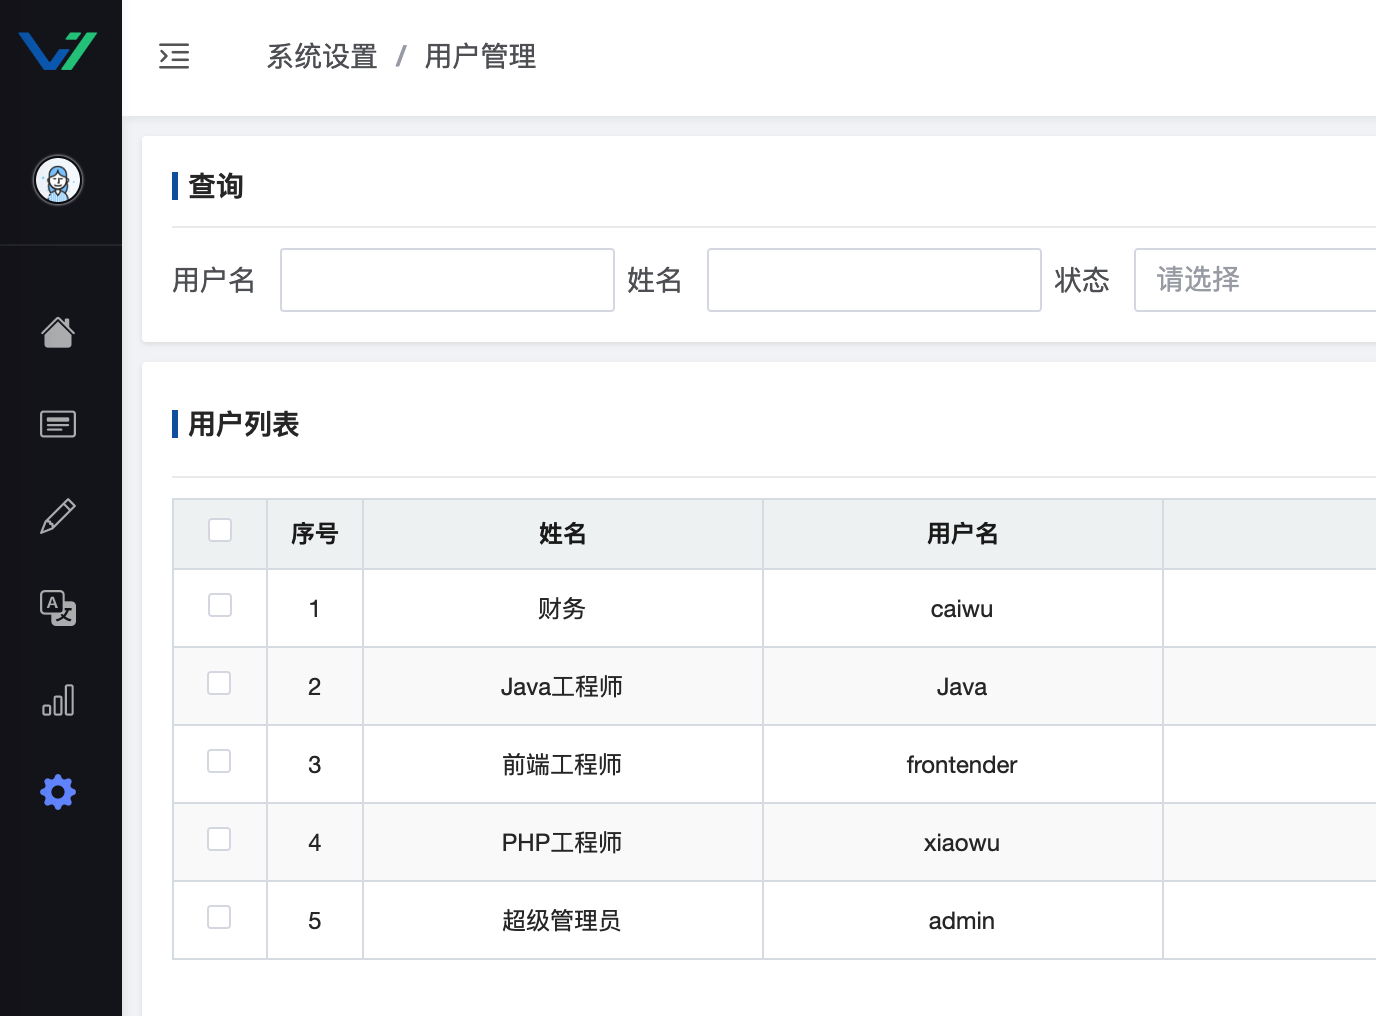 系统设置 / 用户管理
查询
用户名 姓名 状态 请选择
用户列表
序号 姓名 用户名
1 财务 caiwu
2 Java工程师 Java
3 前端工程师 frontender
4 PHP工程师 xiaowu
5 超级管理员 admin